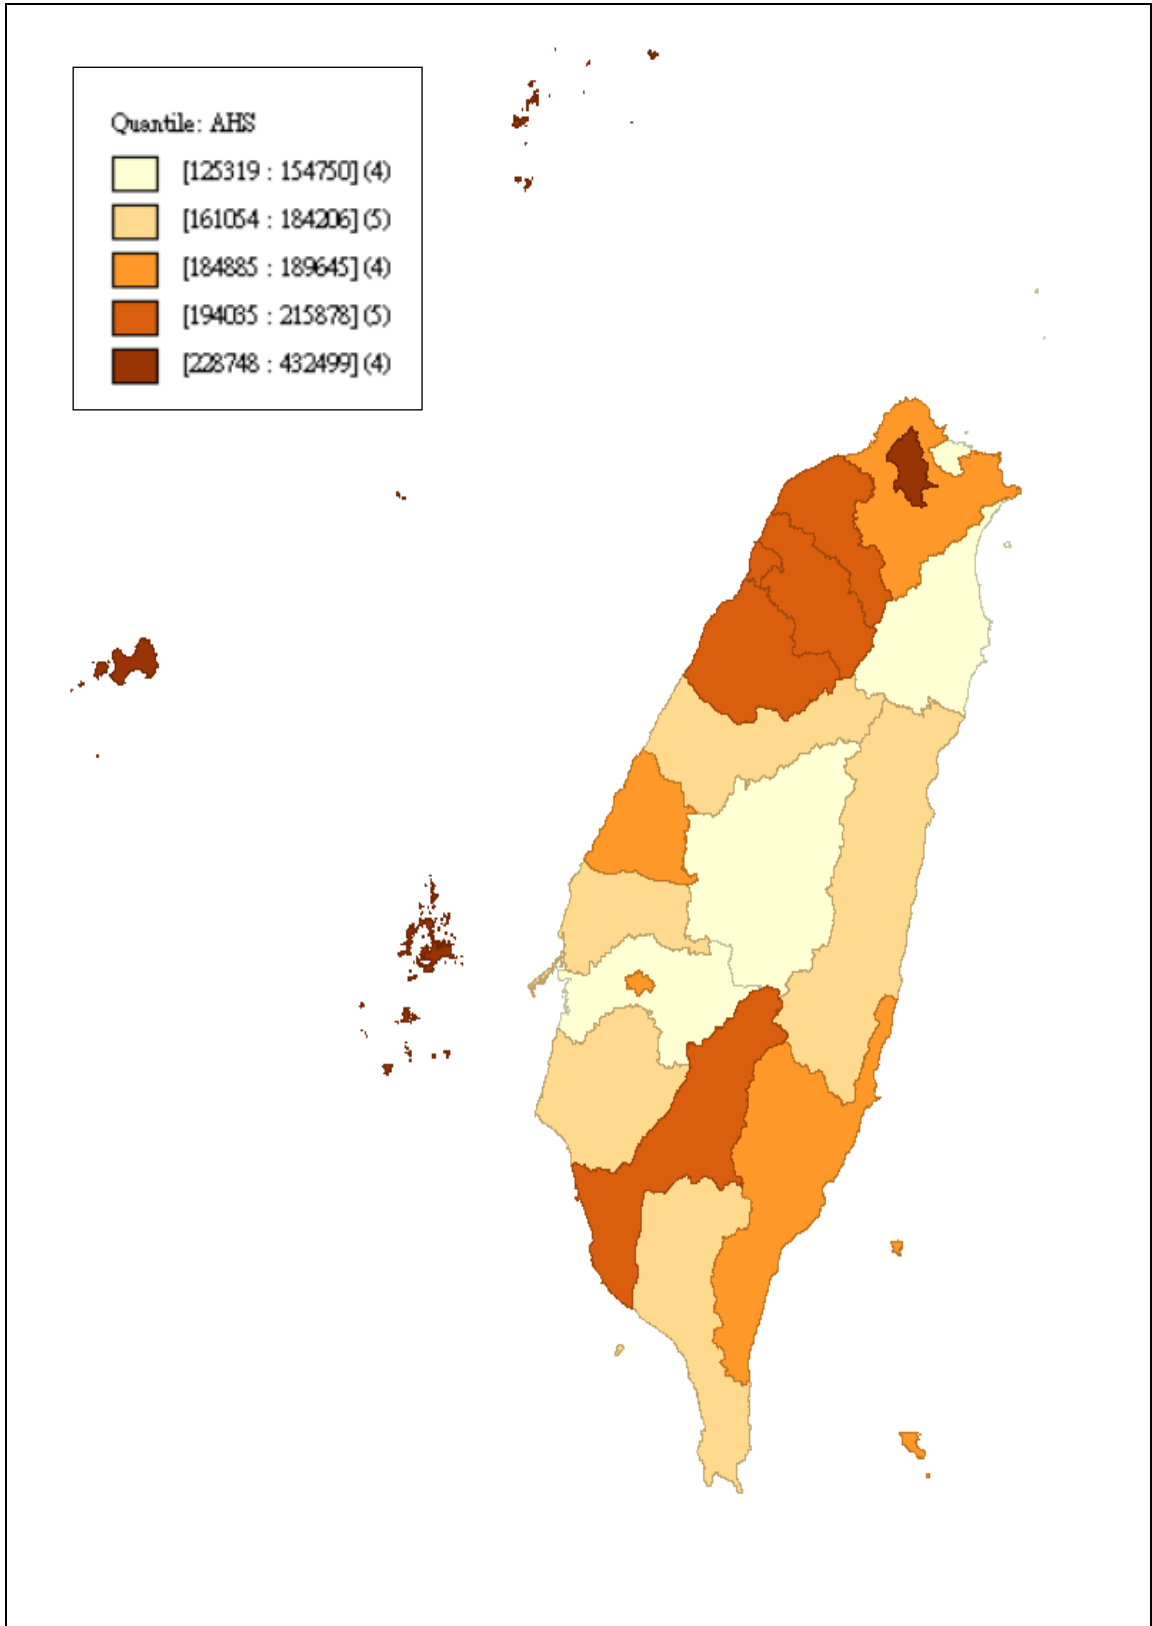 Quantile: AHS
[125319 : 154750] (4)
[161054 : 184206] (5)
[184885 : 189645] (4)
[194035 : 215878] (5)
[228748 : 432499] (4)